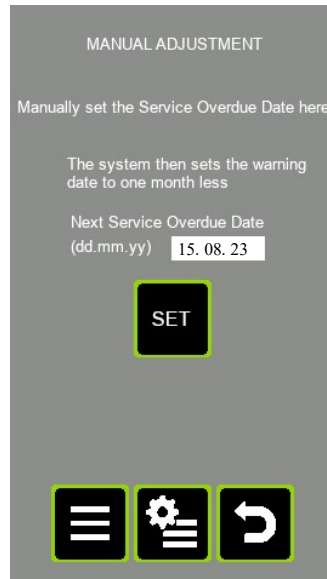 MANUAL ADJUSTMENT
Manually set the Service Overdue Date here
The system then sets the warning
date to one month less
Next Service Overdue Date
(dd.mm.yy) 15. 08. 23
SET